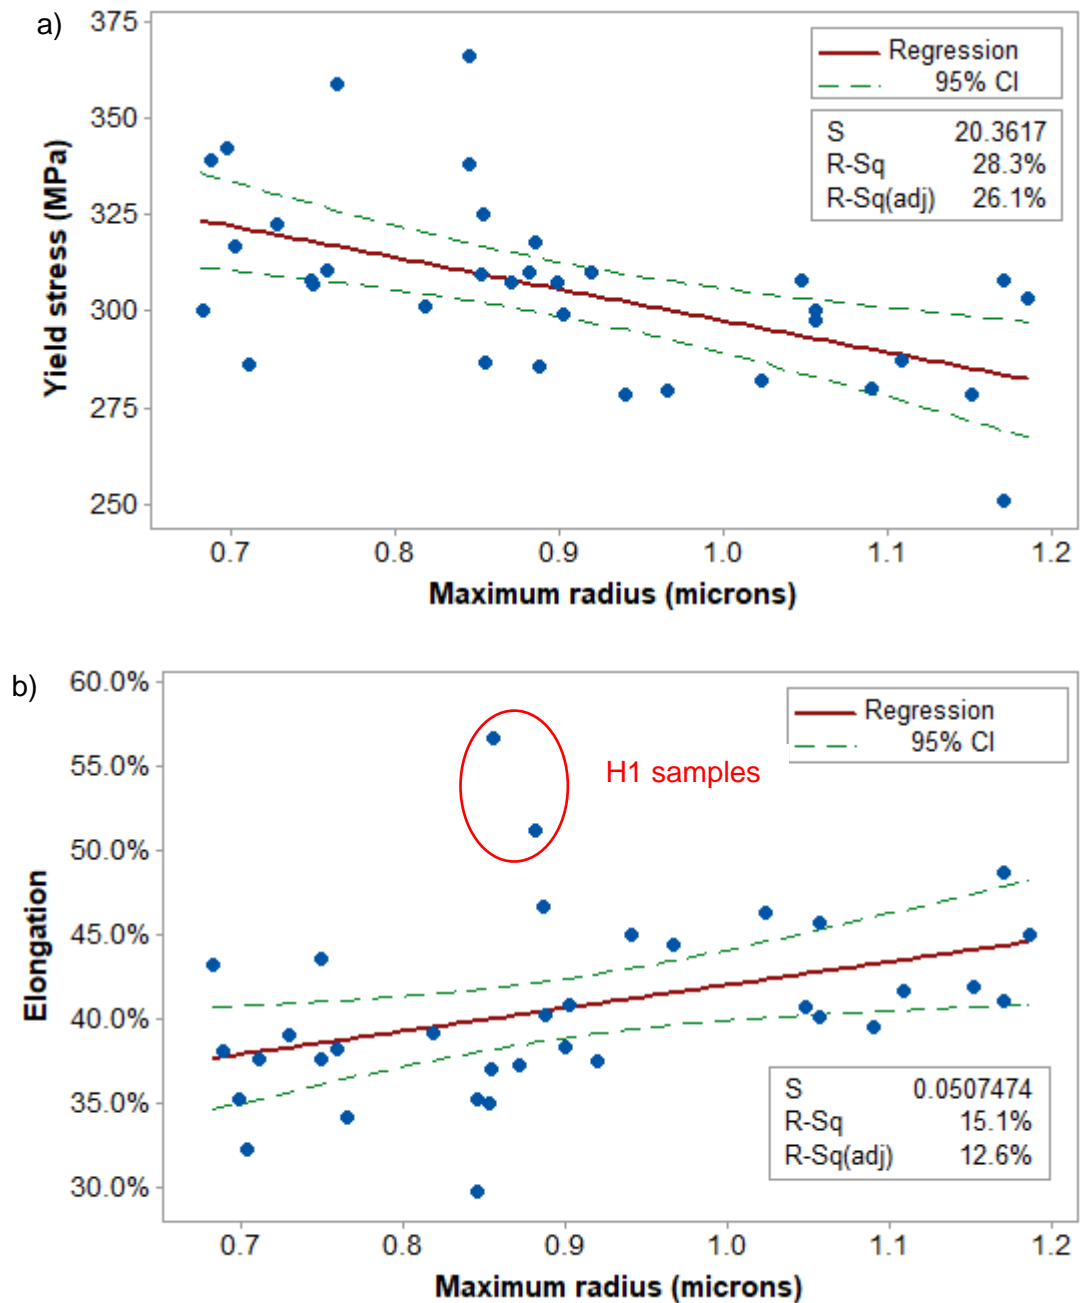 a)
375
350
325
300
275
250
Yield stress (MPa)
Regression
95% CI
S 20.3617
R-Sq 28.3%
R-Sq(adj) 26.1%
0.7 0.8 0.9 1.0 1.1 1.2
Maximum radius (microns)
b)
60.0%
55.0%
50.0%
45.0%
40.0%
35.0%
30.0%
Elongation
Regression
95% CI
H1 samples
S 0.0507474
R-Sq 15.1%
R-Sq(adj) 12.6%
0.7 0.8 0.9 1.0 1.1 1.2
Maximum radius (microns)